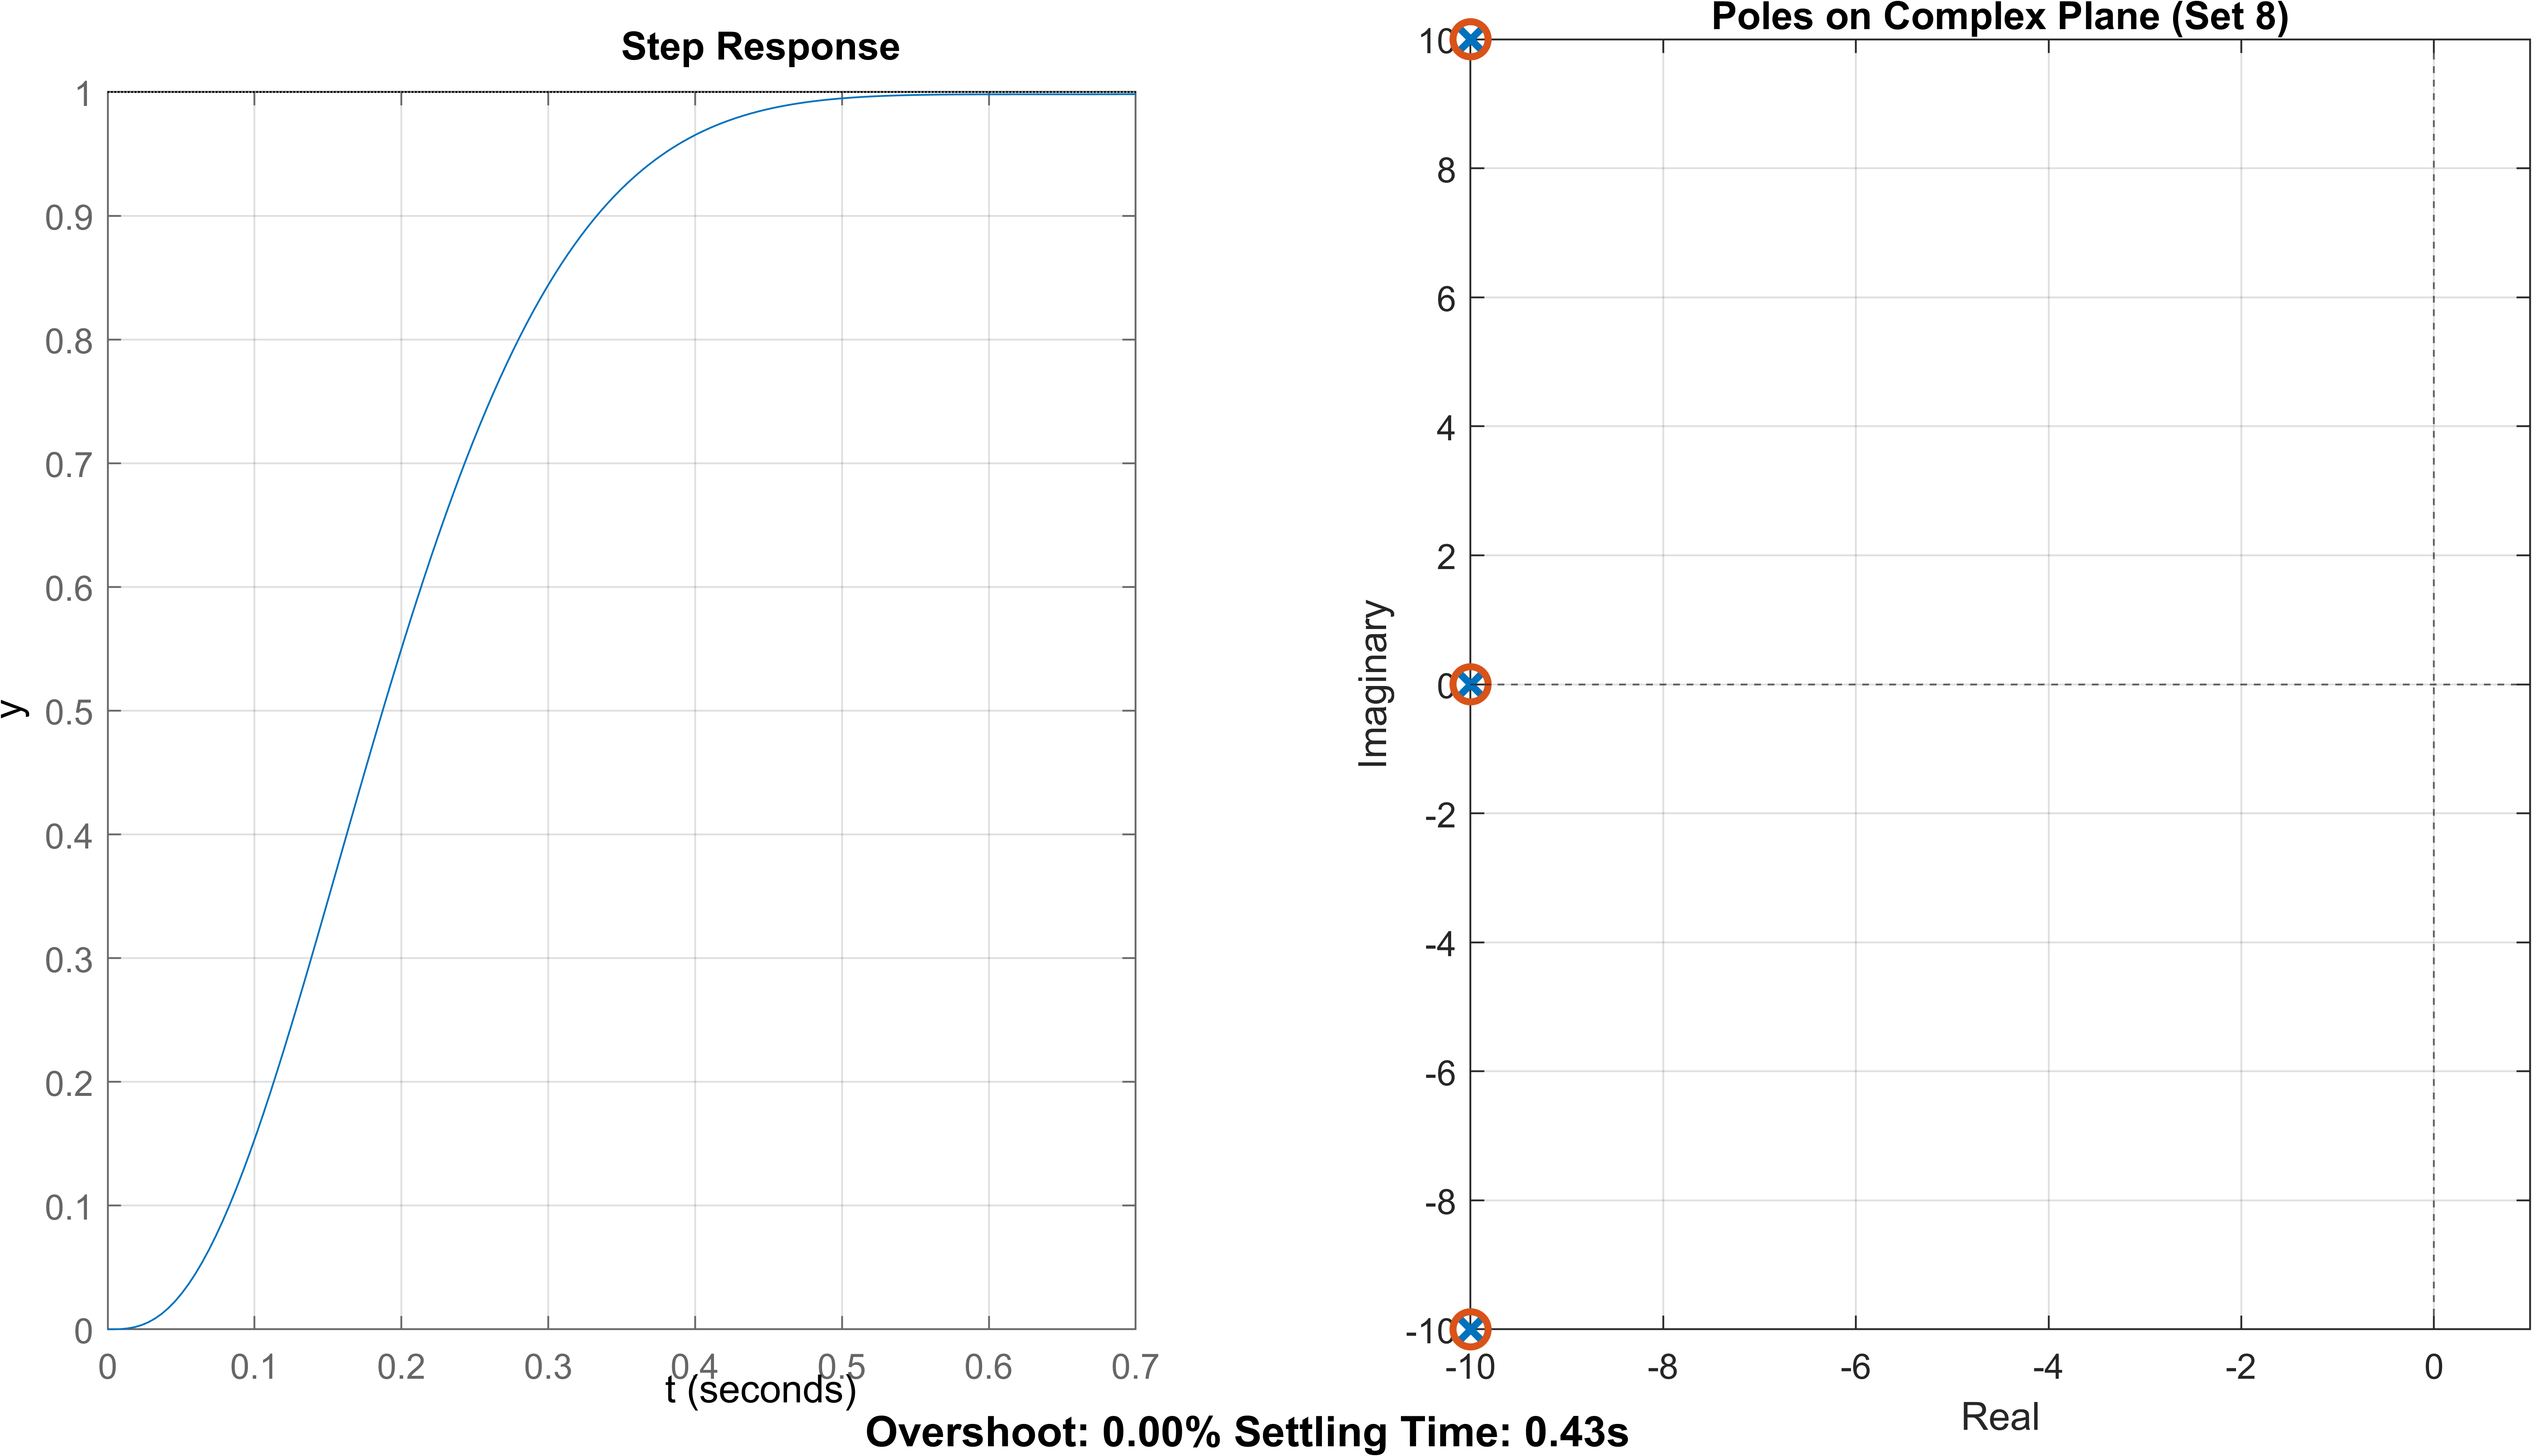 Step Response
1
0.9
0.8
0.7
0.6
0.5
0.4
0.3
0.2
0.1
0
y
0 0.1 0.2 0.3 0.4 0.5 0.6 0.7
t (seconds)
Poles on Complex Plane (Set 8)
10
8
6
4
2
0
-2
-4
-6
-8
-10
Imaginary
-10 -8 -6 -4 -2 0
Real
Overshoot: 0.00% Settling Time: 0.43s